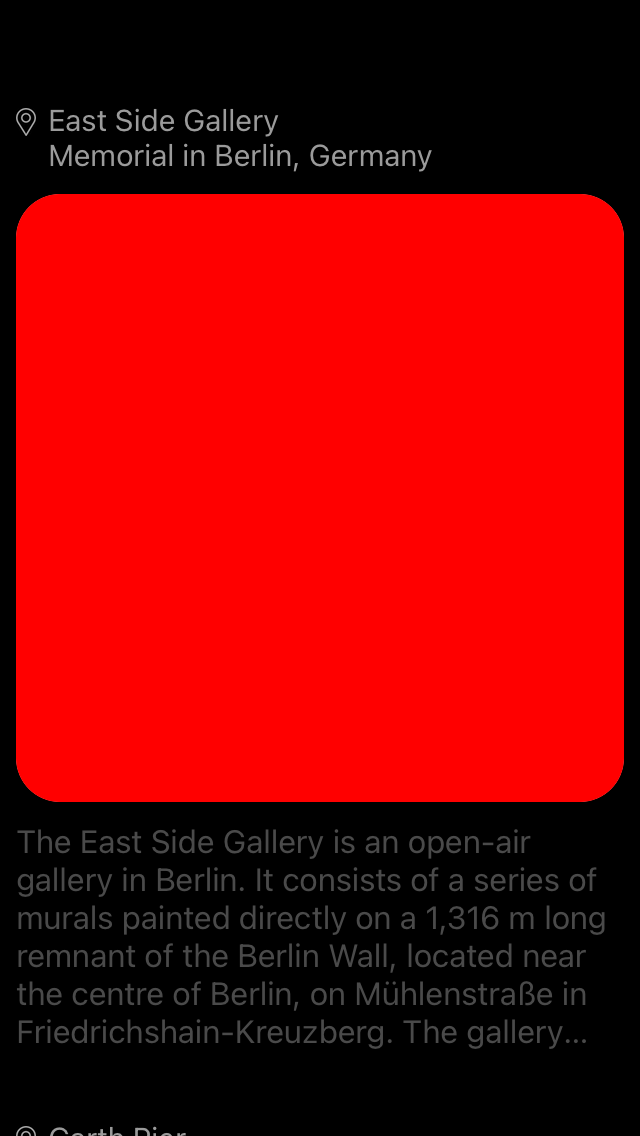 East Side Gallery
Memorial in Berlin, Germany
The East Side Gallery is an open-air
gallery in Berlin. It consists of a series of
murals painted directly on a 1,316 m long
remnant of the Berlin Wall, located near
the centre of Berlin, on Mühlenstraße in
Friedrichshain-Kreuzberg. The gallery...
Garth Pier